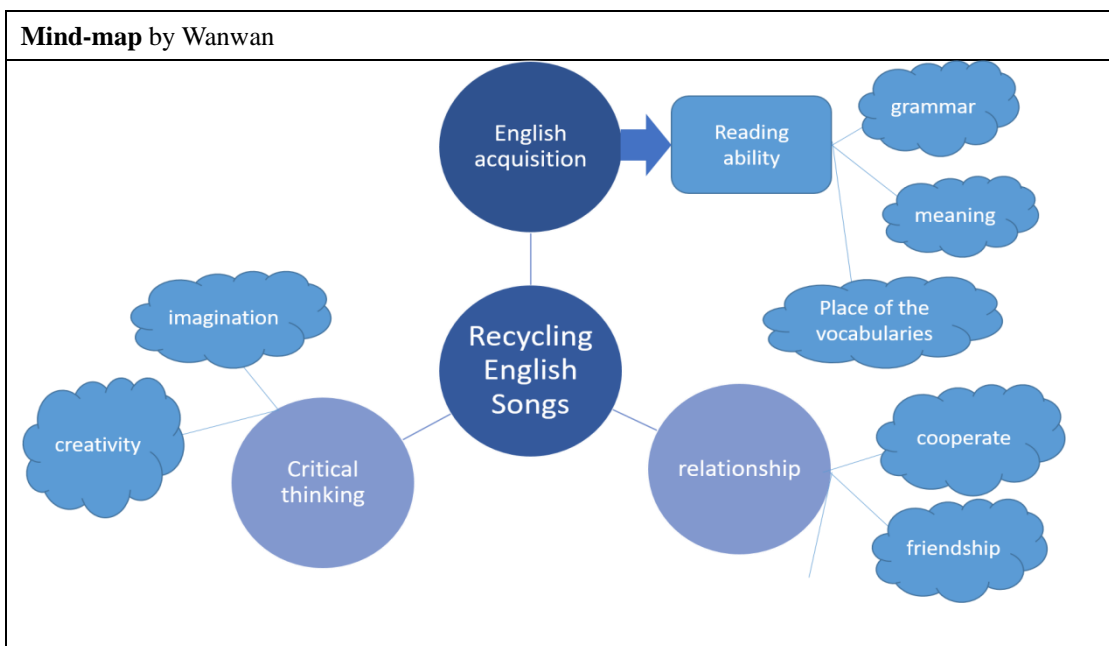 Mind-map by Wanwan
English
acquisition
Reading
ability
grammar
meaning
Place of the
vocabularies
imagination
creativity
Critical
thinking
Recycling
English
Songs
relationship
cooperate
friendship